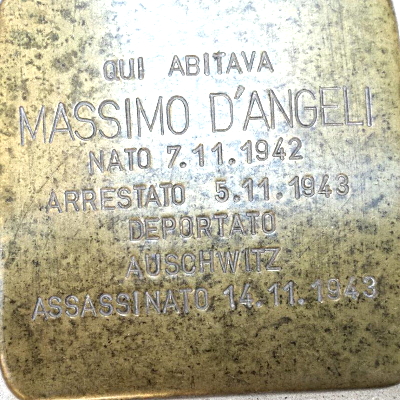 QUI ABITAVA
MASSIMO D'ANGELI
NATO 7.11.1942
ARRESTATO 5.11.1943
DEPORTATO
AUSCHWITZ
ASSASSINATO 14.11.1943